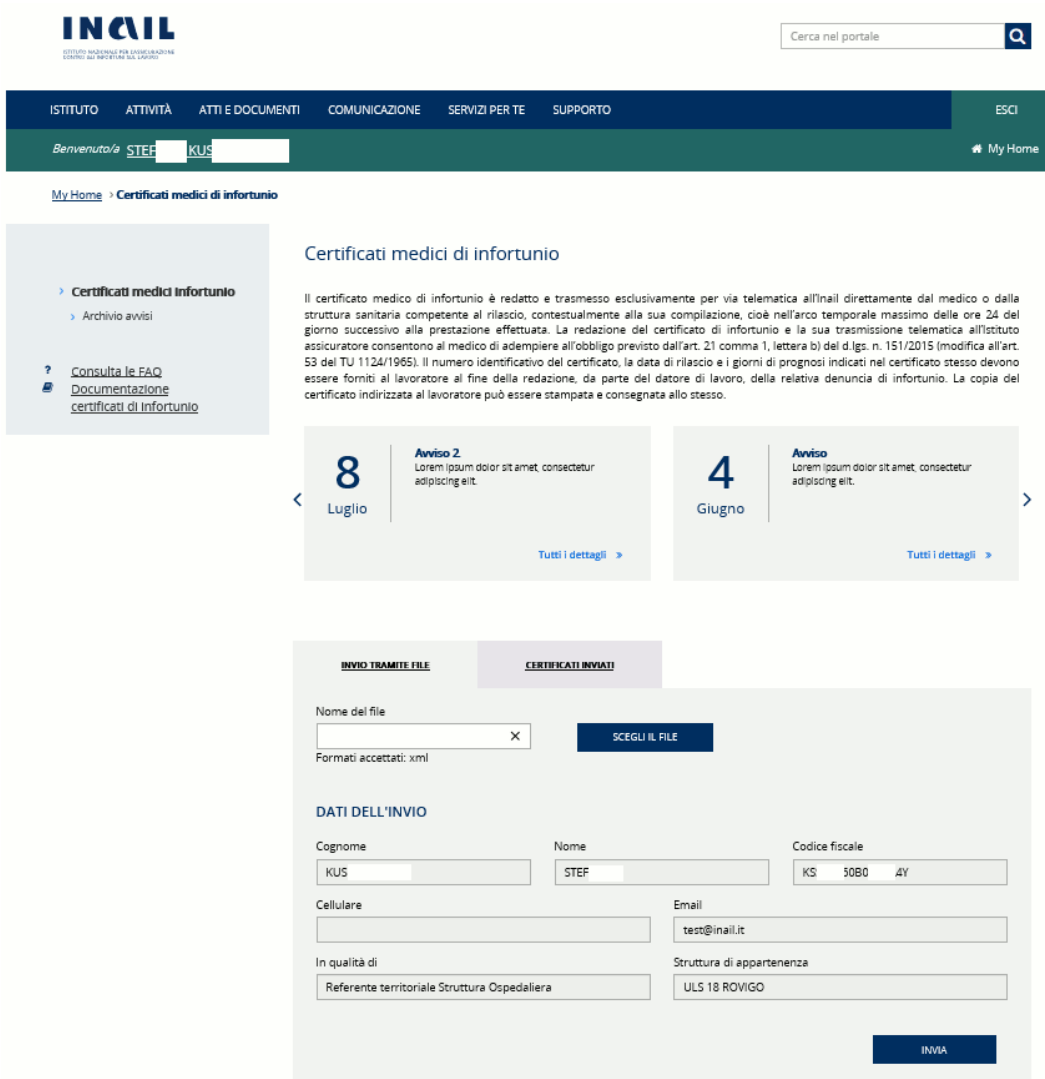 INAIL
ISTITUTO NAZIONALE PER L'ASSICURAZIONE
CONTRO GLI INFORTUNI SUL LAVORO
Cerca nel portale
ISTITUTO ATTIVITÀ ATTI E DOCUMENTI COMUNICAZIONE SERVIZI PER TE SUPPORTO ESCI
Benvenuto/a STEF KUS My Home
My Home › Certificati medici di infortunio
Certificati medici di infortunio
› Certificati medici infortunio
› Archivio avvisi
? Consulta le FAQ
Documentazione
certificati di infortunio
Il certificato medico di infortunio è redatto e trasmesso esclusivamente per via telematica all'Inail direttamente dal medico o dalla
struttura sanitaria competente al rilascio, contestualmente alla sua compilazione, cioè nell'arco temporale massimo delle ore 24 del
giorno successivo alla prestazione effettuata. La redazione del certificato di infortunio e la sua trasmissione telematica all'Istituto
assicuratore consentono al medico di adempiere all'obbligo previsto dall'art. 21 comma 1, lettera b) del d.lgs. n. 151/2015 (modifica all'art.
53 del TU 1124/1965). Il numero identificativo del certificato, la data di rilascio e i giorni di prognosi indicati nel certificato stesso devono
essere forniti al lavoratore al fine della redazione, da parte del datore di lavoro, della relativa denuncia di infortunio. La copia del
certificato indirizzata al lavoratore può essere stampata e consegnata allo stesso.
8
Luglio
Avviso 2
Lorem ipsum dolor sit amet, consectetur
adipiscing elit.
Tutti i dettagli »
4
Giugno
Avviso
Lorem ipsum dolor sit amet, consectetur
adipiscing elit.
Tutti i dettagli »
INVIO TRAMITE FILE CERTIFICATI INVIATI
Nome del file
SCEGLI IL FILE
Formati accettati: xml
DATI DELL'INVIO
Cognome Nome Codice fiscale
KUS STEF KS 50B0 4Y
Cellulare Email
test@inail.it
In qualità di Struttura di appartenenza
Referente territoriale Struttura Ospedaliera ULS 18 ROVIGO
INVIA